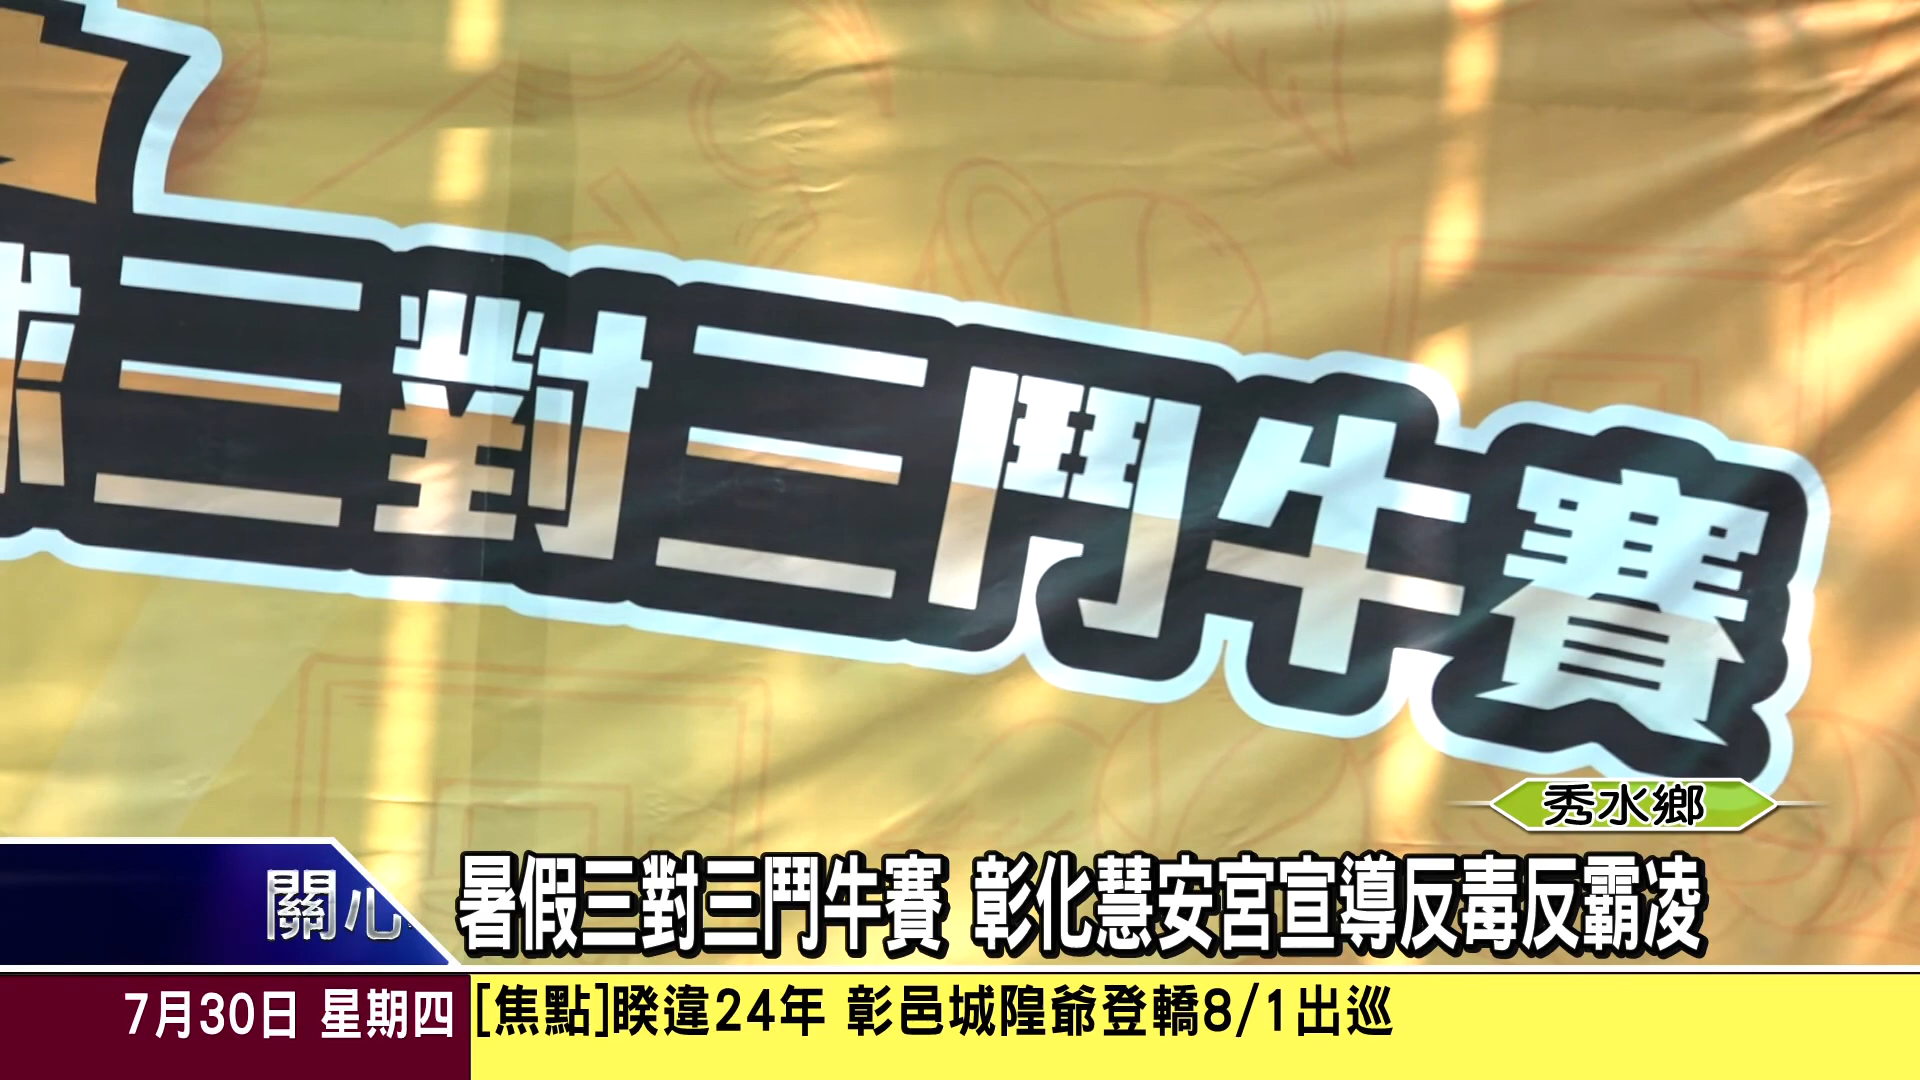 三對三鬥牛賽
秀水鄉
關心
暑假三對三鬥牛賽 彰化慧安宮宣導反毒反霸凌
7月30日 星期四
[焦點]睽違24年 彰邑城隍爺登轎8/1出巡